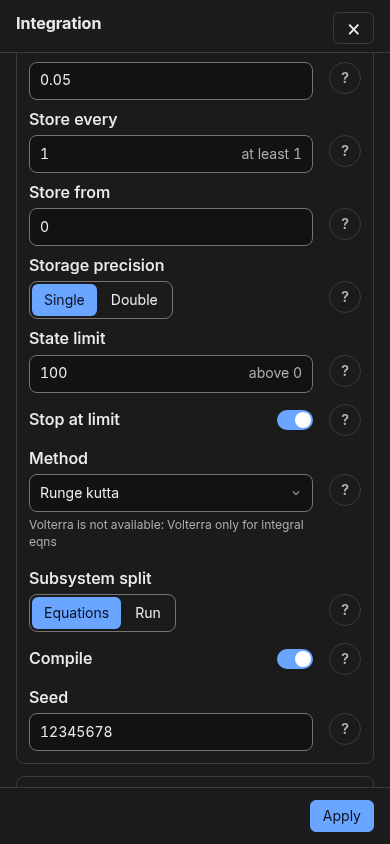 Integration
×
0.05
?
Store every
1
at least 1
?
Store from
0
?
Storage precision
Single
Double
?
State limit
100
above 0
?
Stop at limit
?
Method
Runge kutta
?
Volterra is not available: Volterra only for integral
eqns
Subsystem split
Equations
Run
?
Compile
?
Seed
12345678
?
Apply